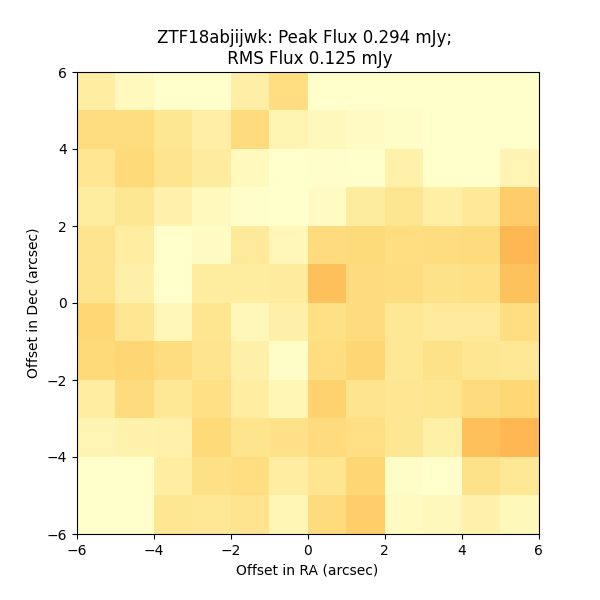 ZTF18abjijwk: Peak Flux 0.294 mJy;
RMS Flux 0.125 mJy
6
4
2
0
−2
−4
−6
Offset in Dec (arcsec)
−6 −4 −2 0 2 4 6
Offset in RA (arcsec)